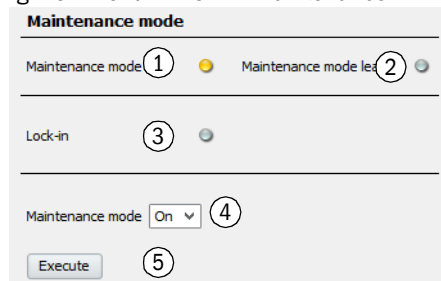 Maintenance mode
Maintenance mode 1 Maintenance mode lea 2
Lock-in 3
Maintenance mode On 4
Execute 5